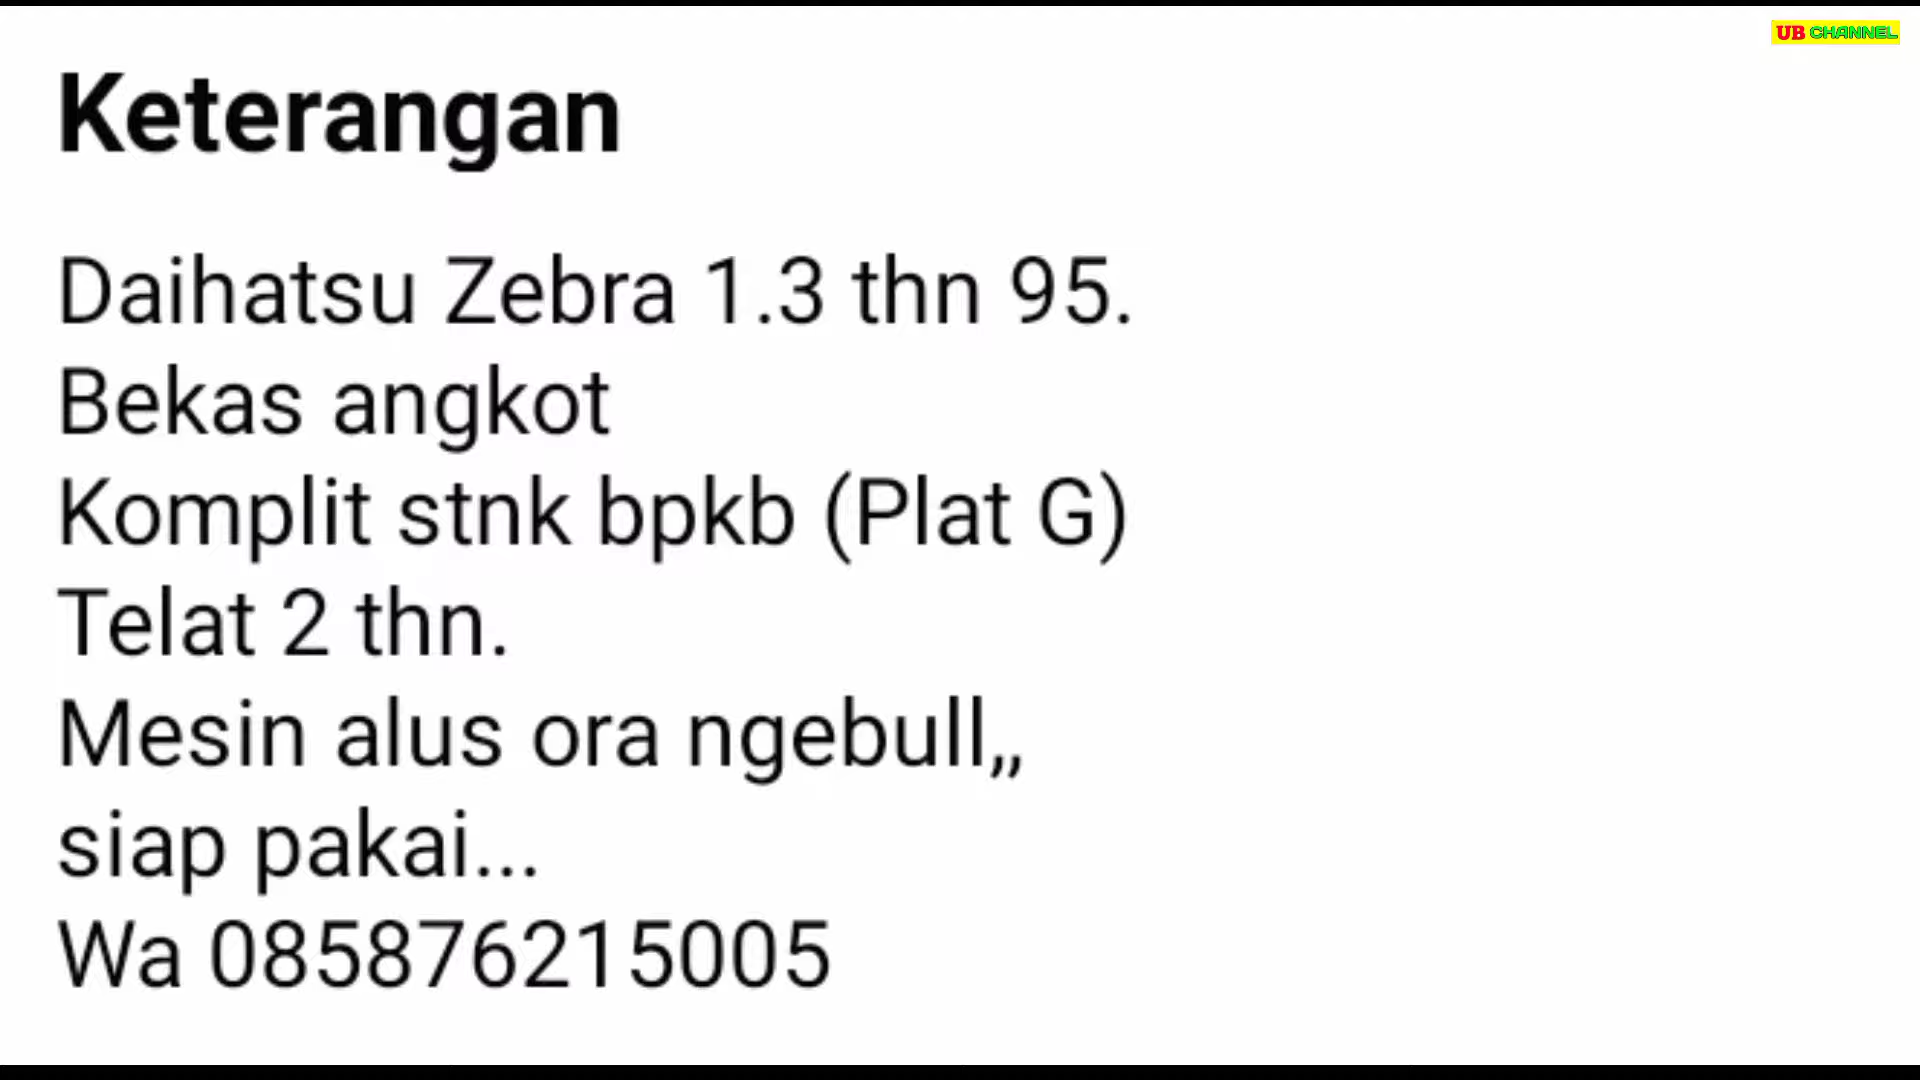 UB CHANNEL
Keterangan
Daihatsu Zebra 1.3 thn 95.
Bekas angkot
Komplit stnk bpkb (Plat G)
Telat 2 thn.
Mesin alus ora ngebull,,
siap pakai...
Wa 085876215005